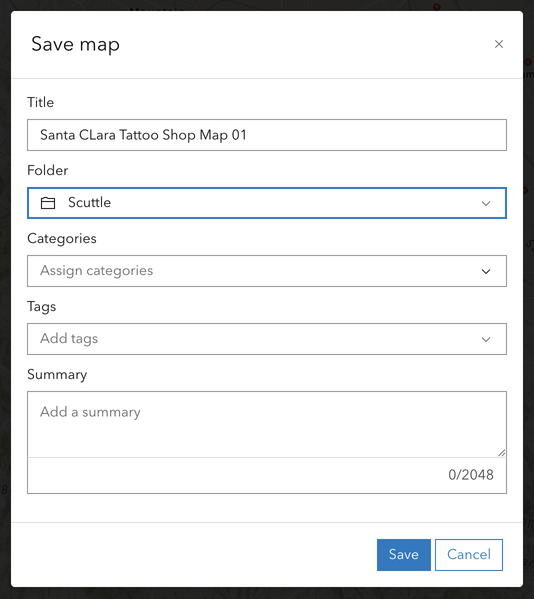 Save map
Title
Santa CLara Tattoo Shop Map 01
Folder
Scuttle
Categories
Assign categories
Tags
Add tags
Summary
Add a summary
0/2048
Save Cancel